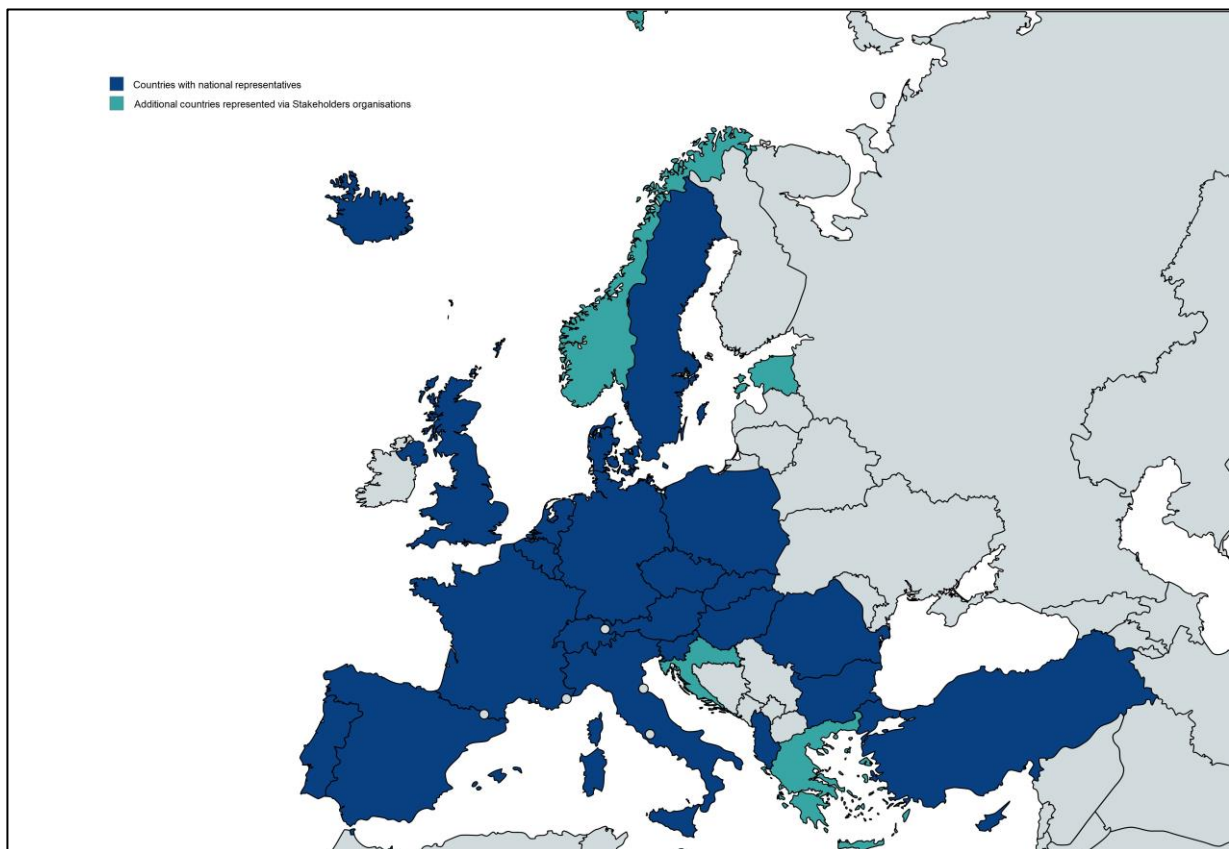 Countries with national representatives
Additional countries represented via Stakeholders organisations